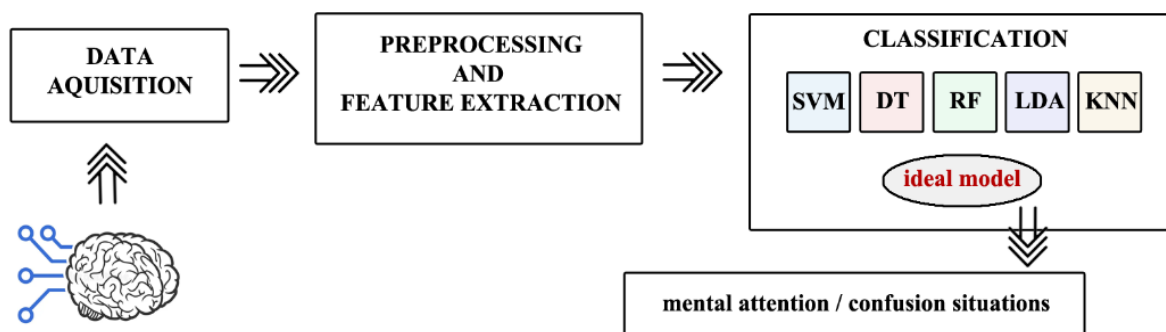 DATA
AQUISITION
PREPROCESSING
AND
FEATURE EXTRACTION
CLASSIFICATION
SVM DT RF LDA KNN
ideal model
mental attention / confusion situations